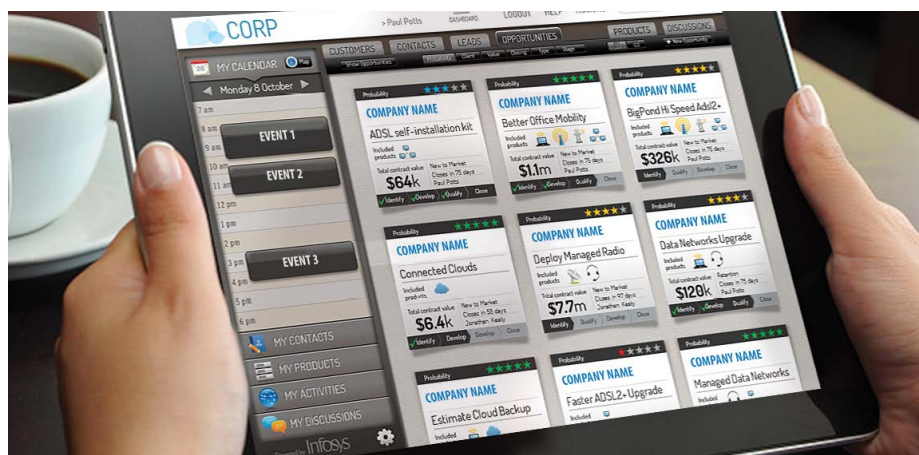 CORP
> Paul Potts
DASHBOARD
LOGOUT
HELP
CUSTOMERS
CONTACTS
LEADS
OPPORTUNITIES
PRODUCTS
DISCUSSIONS
Show Opportunities
Probability
Client
Value
Closing
Type
Stage
+ New Opportunity
20
MY CALENDAR
Map
Monday 8 October
7 am
8 am
9 am
10 am
11 am
12 pm
1 pm
2 pm
3 pm
4 pm
5 pm
6 pm
EVENT 1
EVENT 2
EVENT 3
MY CONTACTS
MY PRODUCTS
MY ACTIVITIES
MY DISCUSSIONS
Powered by Infosys
Probability
COMPANY NAME
ADSL self-installation kit
Included
products
Total contract value
$64k
New to Market
Closes in 75 days
Paul Potts
Identify
Develop
Qualify
Close
Probability
COMPANY NAME
Better Office Mobility
Included
products
Total contract value
$1.1m
New to Market
Closes in 75 days
Paul Potts
Identify
Develop
Qualify
Close
Probability
COMPANY NAME
BigPond Hi Speed Adsl2+
Included
products
Total contract value
$326k
New to Market
Closes in 75 days
Paul Potts
Identify
Qualify
Develop
Close
Probability
COMPANY NAME
Connected Clouds
Included
products
Total contract value
$6.4k
New to Market
Closes in 58 days
Jonathan Keaty
Identify
Develop
Qualify
Close
Probability
COMPANY NAME
Deploy Managed Radio
Included
products
Total contract value
$7.7m
New to Market
Closes in 97 days
Jonathan Keaty
Identify
Qualify
Develop
Close
Probability
COMPANY NAME
Data Networks Upgrade
Included
products
Total contract value
$128k
Retention
Closes in 75 days
Paul Potts
Identify
Develop
Qualify
Close
Probability
COMPANY NAME
Estimate Cloud Backup
Included
Probability
COMPANY NAME
Faster ADSL2+ Upgrade
Included
Probability
COMPANY NAME
Managed Data Networks
Included